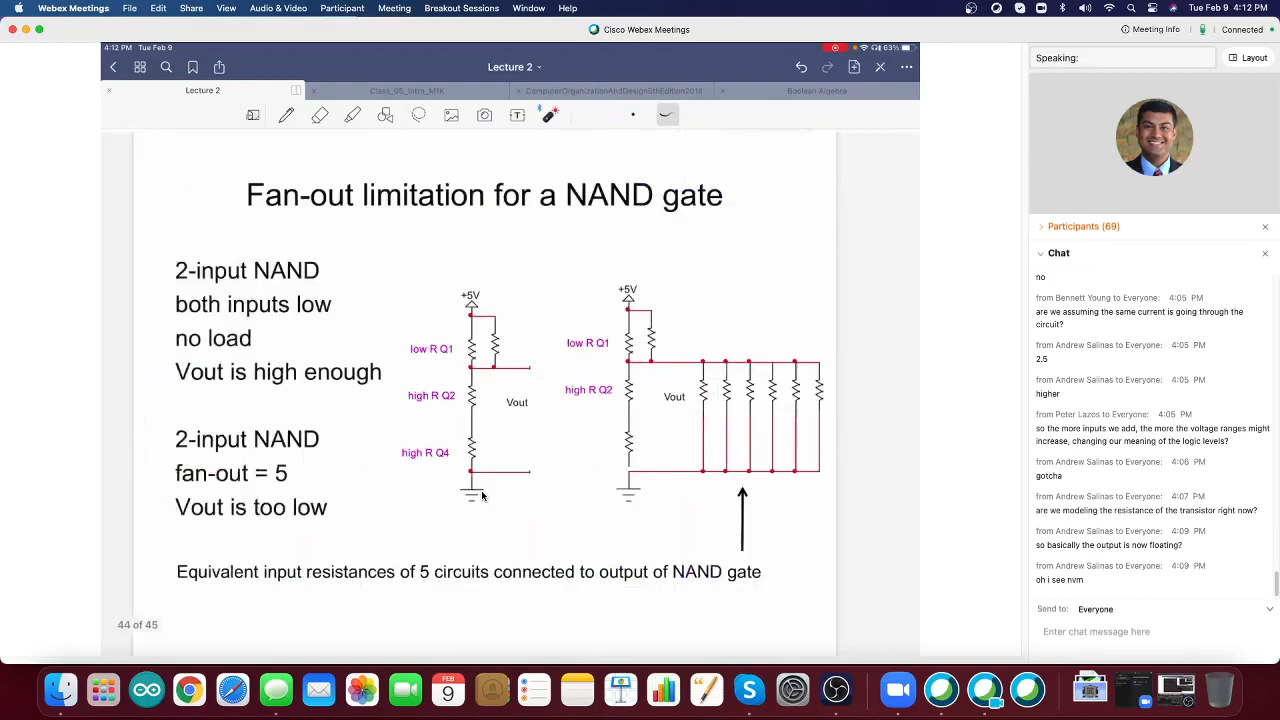 Webex Meetings File Edit Share View Audio & Video Participant Meeting Breakout Sessions Window Help Tue Feb 9 4:12 PM
Cisco Webex Meetings
Meeting Info Connected
4:12 PM Tue Feb 9 63%
Lecture 2
Lecture 2 Class_05_Intro_M1K ComputerOrganizationAndDesign5thEdition2014 Boolean Algebra
T
Fan-out limitation for a NAND gate
2-input NAND
both inputs low
no load
Vout is high enough
2-input NAND
fan-out = 5
Vout is too low
+5V
low R Q1
high R Q2
Vout
high R Q4
+5V
low R Q1
high R Q2
Vout
Equivalent input resistances of 5 circuits connected to output of NAND gate
44 of 45
Speaking:
Layout
Participants (69)
Chat
no
from Bennett Young to Everyone: 4:05 PM
are we assuming the same current is going through the
circuit?
from Andrew Salinas to Everyone: 4:05 PM
2.5
from Andrew Salinas to Everyone: 4:05 PM
higher
from Peter Lazos to Everyone: 4:05 PM
so the more inputs we add, the more the voltage ranges might
increase, changing our meaning of the logic levels?
from Andrew Salinas to Everyone: 4:06 PM
gotcha
from Andrew Salinas to Everyone: 4:07 PM
are we modeling the resistance of the transistor right now?
from Andrew Salinas to Everyone: 4:09 PM
so basically the output is now floating?
from Andrew Salinas to Everyone: 4:09 PM
oh i see nvm
Send to: Everyone
Enter chat message here
FEB
9